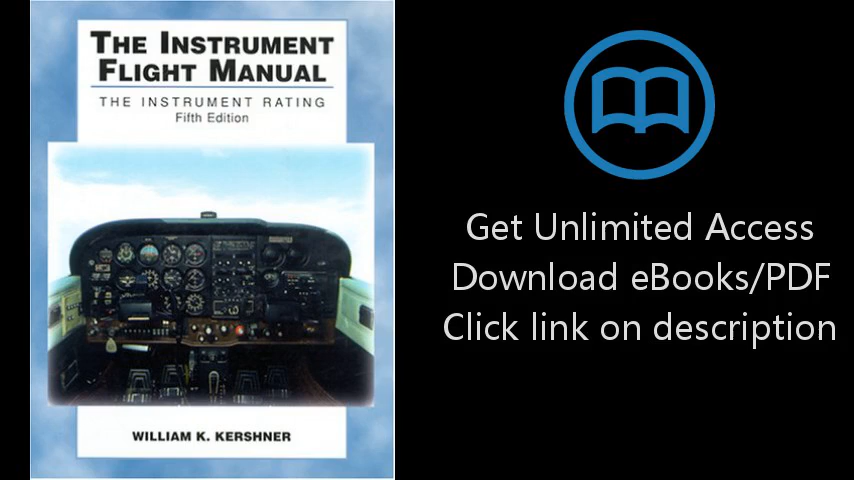 THE INSTRUMENT
FLIGHT MANUAL
THE INSTRUMENT RATING
Fifth Edition
WILLIAM K. KERSHNER
Get Unlimited Access
Download eBooks/PDF
Click link on description